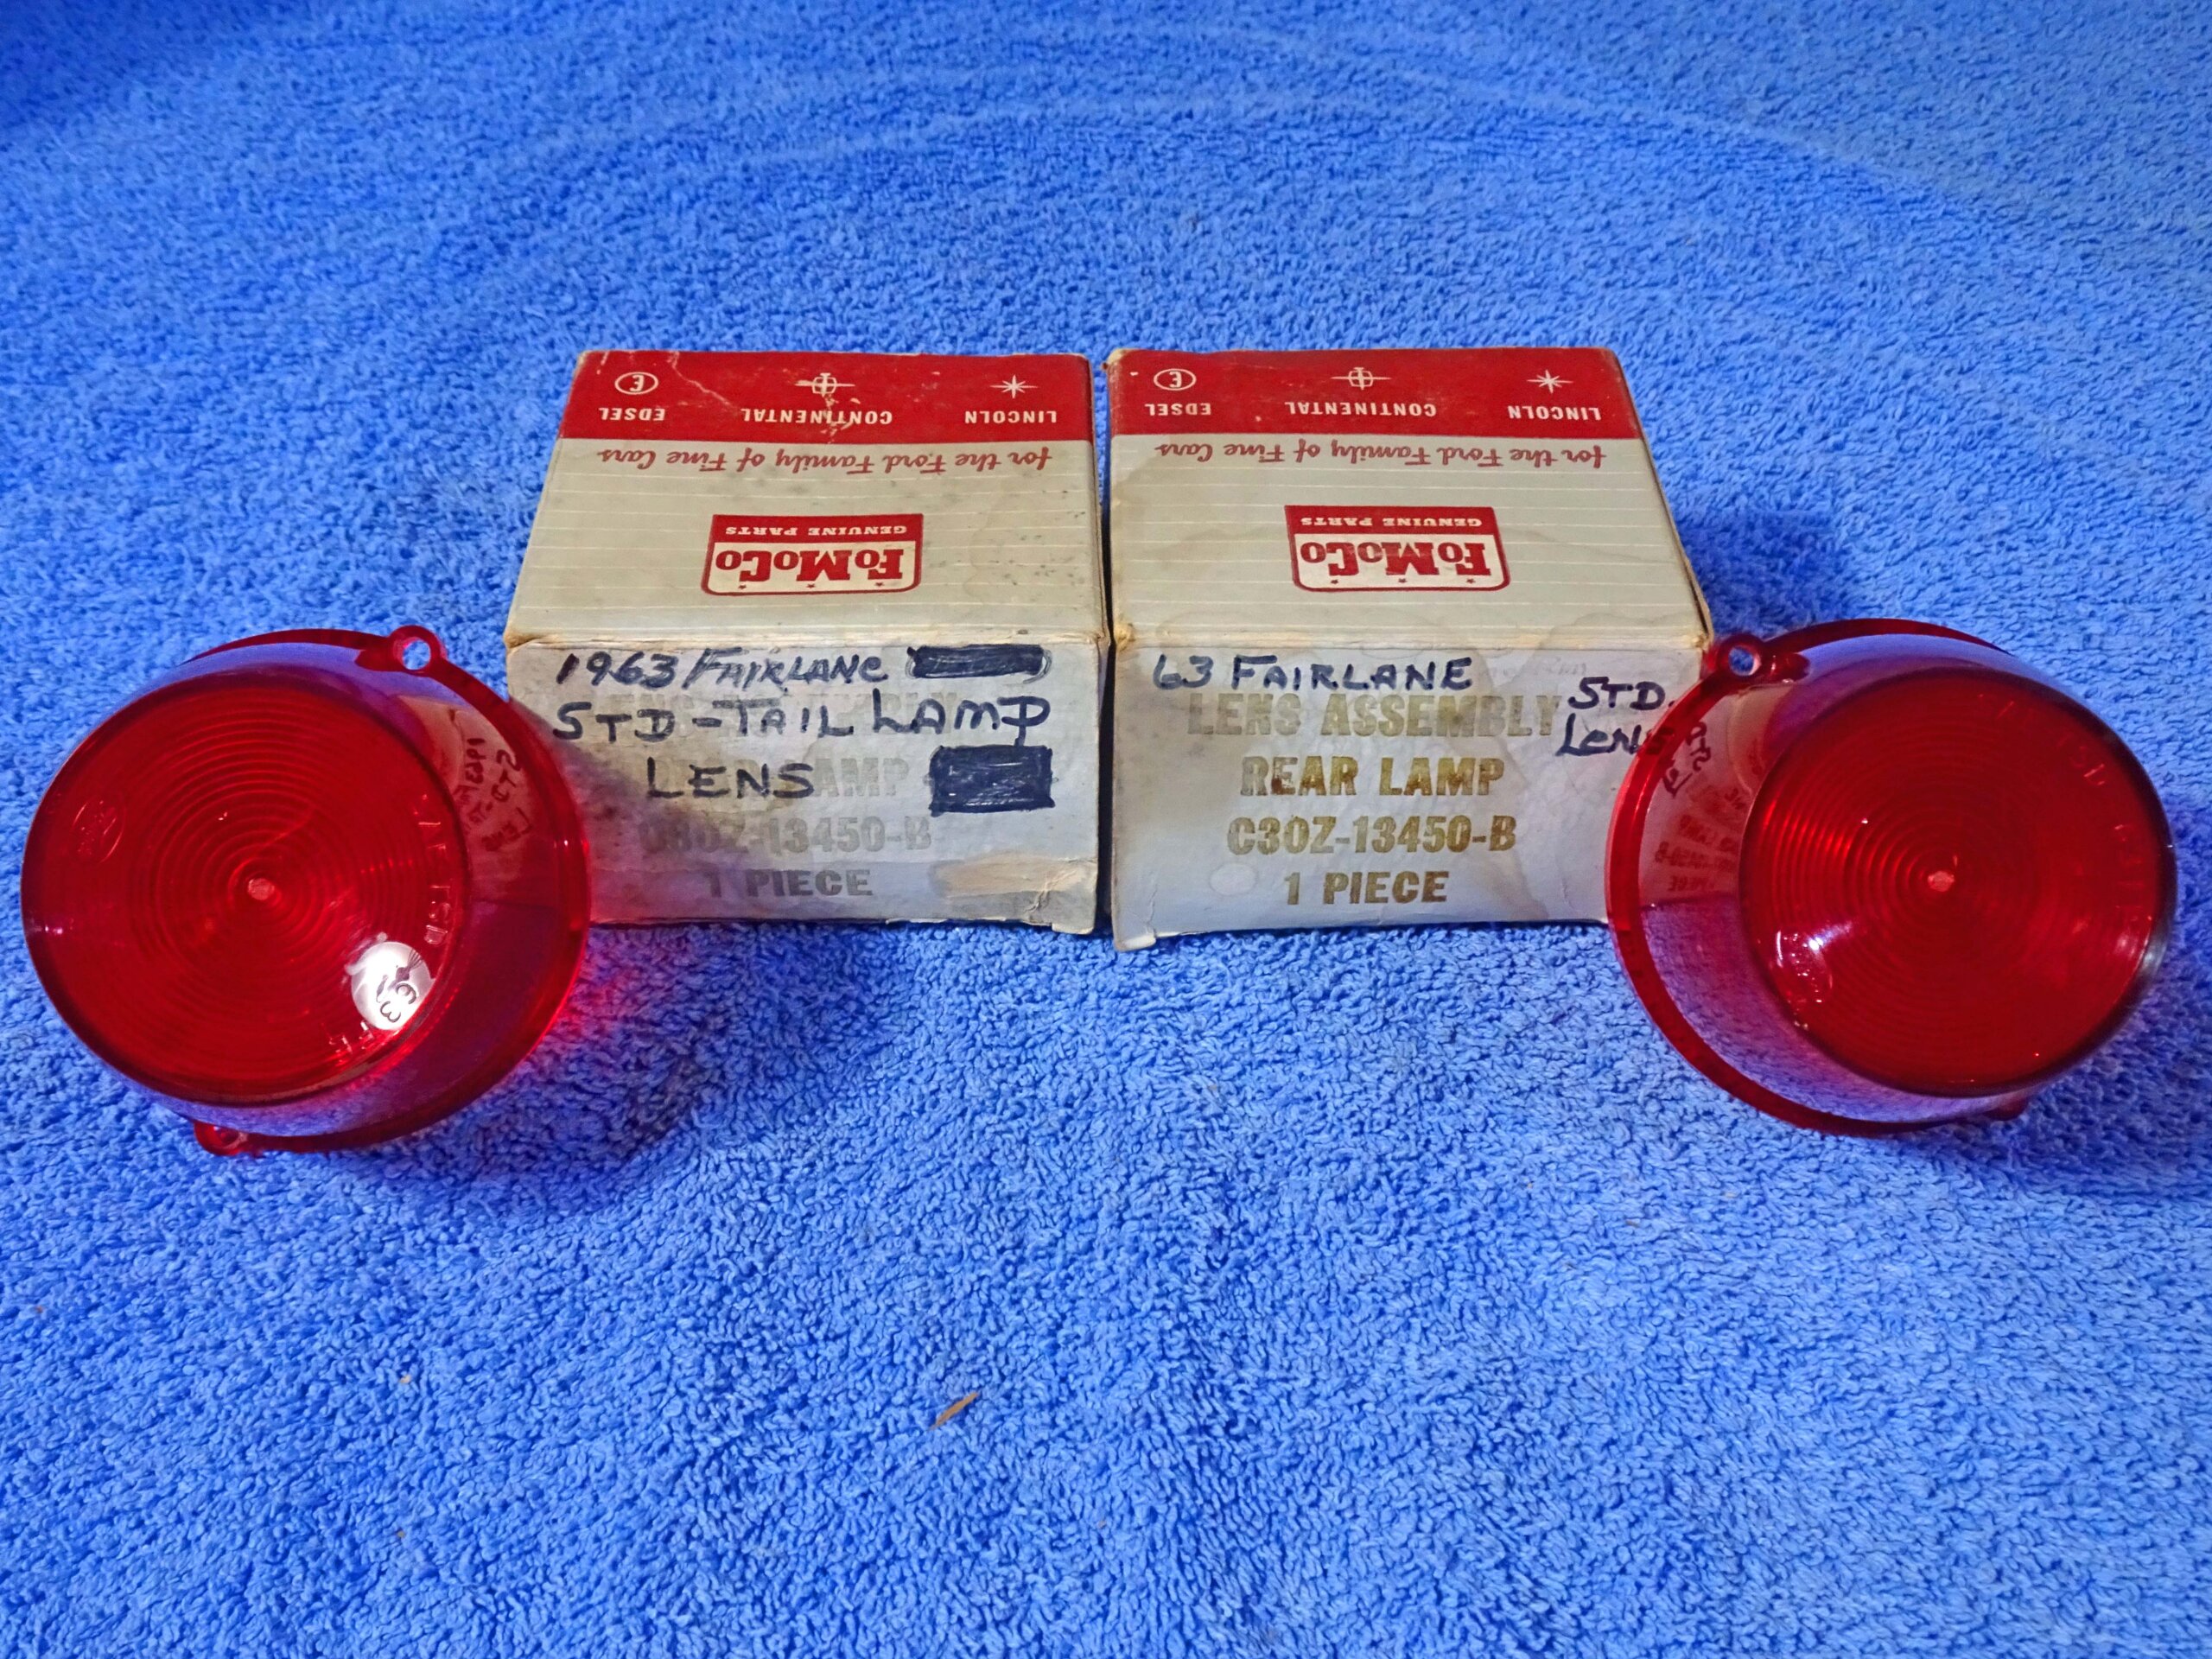 EDSEL CONTINENTAL LINCOLN
for the Ford Family of Fine Cars
FoMoCo
GENUINE PARTS
1963 FAIRLANE
STD-TAIL LAMP
LENS
13450-B
1 PIECE
EDSEL CONTINENTAL LINCOLN
for the Ford Family of Fine Cars
FoMoCo
GENUINE PARTS
63 FAIRLANE
STD.
Lens
LENS ASSEMBLY
REAR LAMP
C3OZ-13450-B
1 PIECE
63